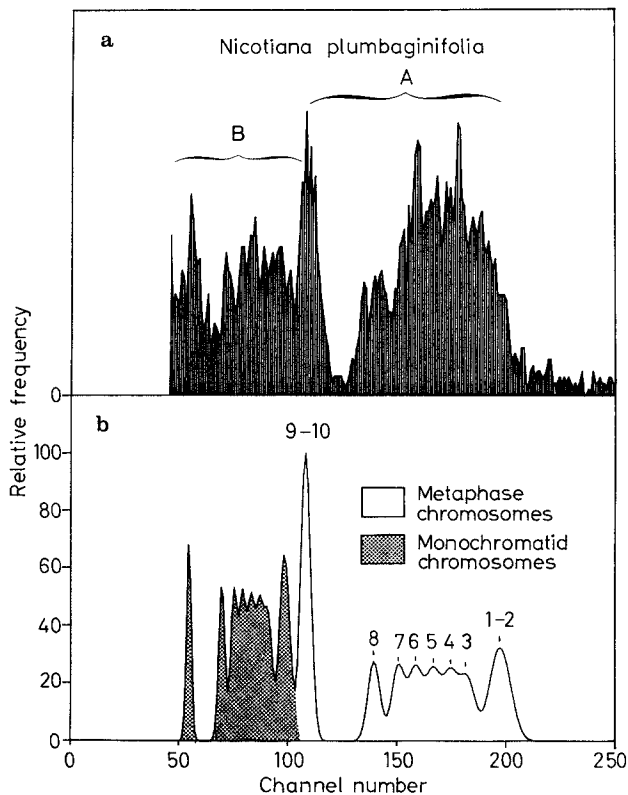 a
Nicotiana plumbaginifolia
A
B
0
Relative frequency
b
9-10
100
80
60
40
20
0
Metaphase
chromosomes
Monochromatid
chromosomes
8 7 6 5 4 3 1-2
0 50 100 150 200 250
Channel number